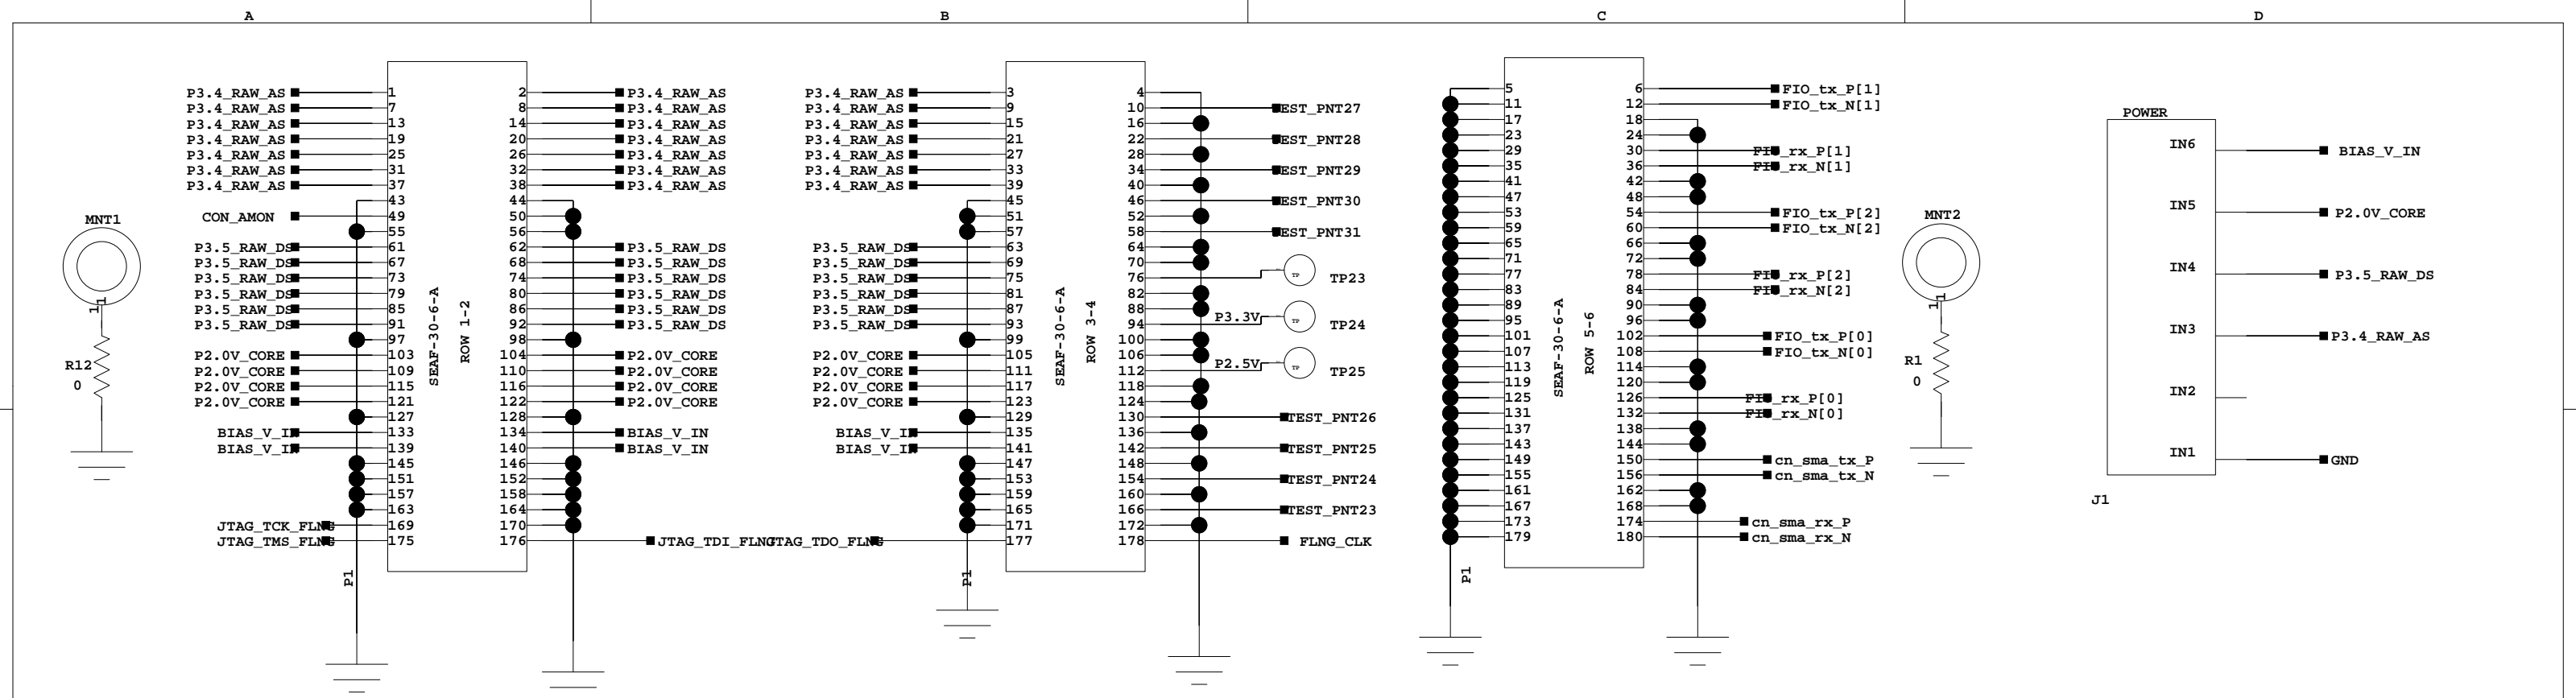 A B C D
P3.4_RAW_AS 1 2 P3.4_RAW_AS
P3.4_RAW_AS 7 8 P3.4_RAW_AS
P3.4_RAW_AS 13 14 P3.4_RAW_AS
P3.4_RAW_AS 19 20 P3.4_RAW_AS
P3.4_RAW_AS 25 26 P3.4_RAW_AS
P3.4_RAW_AS 31 32 P3.4_RAW_AS
P3.4_RAW_AS 37 38 P3.4_RAW_AS
43 44
CON_AMON 49 50
55 56
P3.5_RAW_DS 61 62 P3.5_RAW_DS
P3.5_RAW_DS 67 68 P3.5_RAW_DS
P3.5_RAW_DS 73 74 P3.5_RAW_DS
P3.5_RAW_DS 79 80 P3.5_RAW_DS
P3.5_RAW_DS 85 86 P3.5_RAW_DS
P3.5_RAW_DS 91 92 P3.5_RAW_DS
97 98
P2.0V_CORE 103 104 P2.0V_CORE
P2.0V_CORE 109 110 P2.0V_CORE
P2.0V_CORE 115 116 P2.0V_CORE
P2.0V_CORE 121 122 P2.0V_CORE
127 128
BIAS_V_IN 133 134 BIAS_V_IN
BIAS_V_IN 139 140 BIAS_V_IN
145 146
151 152
157 158
163 164
JTAG_TCK_FLNG 169 170
JTAG_TMS_FLNG 175 176 JTAG_TDI_FLNG
SEAF-30-6-A
ROW 1-2
P1
MNT1
1
1
R12
0
P3.4_RAW_AS 3 4
P3.4_RAW_AS 9 10 TEST_PNT27
P3.4_RAW_AS 15 16
P3.4_RAW_AS 21 22 TEST_PNT28
P3.4_RAW_AS 27 28
P3.4_RAW_AS 33 34 TEST_PNT29
P3.4_RAW_AS 39 40
45 46 TEST_PNT30
51 52
57 58 TEST_PNT31
P3.5_RAW_DS 63 64
P3.5_RAW_DS 69 70
P3.5_RAW_DS 75 76 TP TP23
P3.5_RAW_DS 81 82
P3.5_RAW_DS 87 88
P3.5_RAW_DS 93 94 P3.3V TP TP24
99 100
P2.0V_CORE 105 106
P2.0V_CORE 111 112 P2.5V TP TP25
P2.0V_CORE 117 118
P2.0V_CORE 123 124
129 130 TEST_PNT26
BIAS_V_IN 135 136
BIAS_V_IN 141 142 TEST_PNT25
147 148
153 154 TEST_PNT24
159 160
165 166 TEST_PNT23
171 172
JTAG_TDO_FLNG 177 178 FLNG_CLK
SEAF-30-6-A
ROW 3-4
P1
5 6 FIO_tx_P[1]
11 12 FIO_tx_N[1]
17 18
23 24
29 30 FIO_rx_P[1]
35 36 FIO_rx_N[1]
41 42
47 48
53 54 FIO_tx_P[2]
59 60 FIO_tx_N[2]
65 66
71 72
77 78 FIO_rx_P[2]
83 84 FIO_rx_N[2]
89 90
95 96
101 102 FIO_tx_P[0]
107 108 FIO_tx_N[0]
113 114
119 120
125 126 FIO_rx_P[0]
131 132 FIO_rx_N[0]
137 138
143 144
149 150 cn_sma_tx_P
155 156 cn_sma_tx_N
161 162
167 168
173 174 cn_sma_rx_P
179 180 cn_sma_rx_N
SEAF-30-6-A
ROW 5-6
P1
MNT2
1
1
R1
0
POWER
IN6 BIAS_V_IN
IN5 P2.0V_CORE
IN4 P3.5_RAW_DS
IN3 P3.4_RAW_AS
IN2
IN1 GND
J1